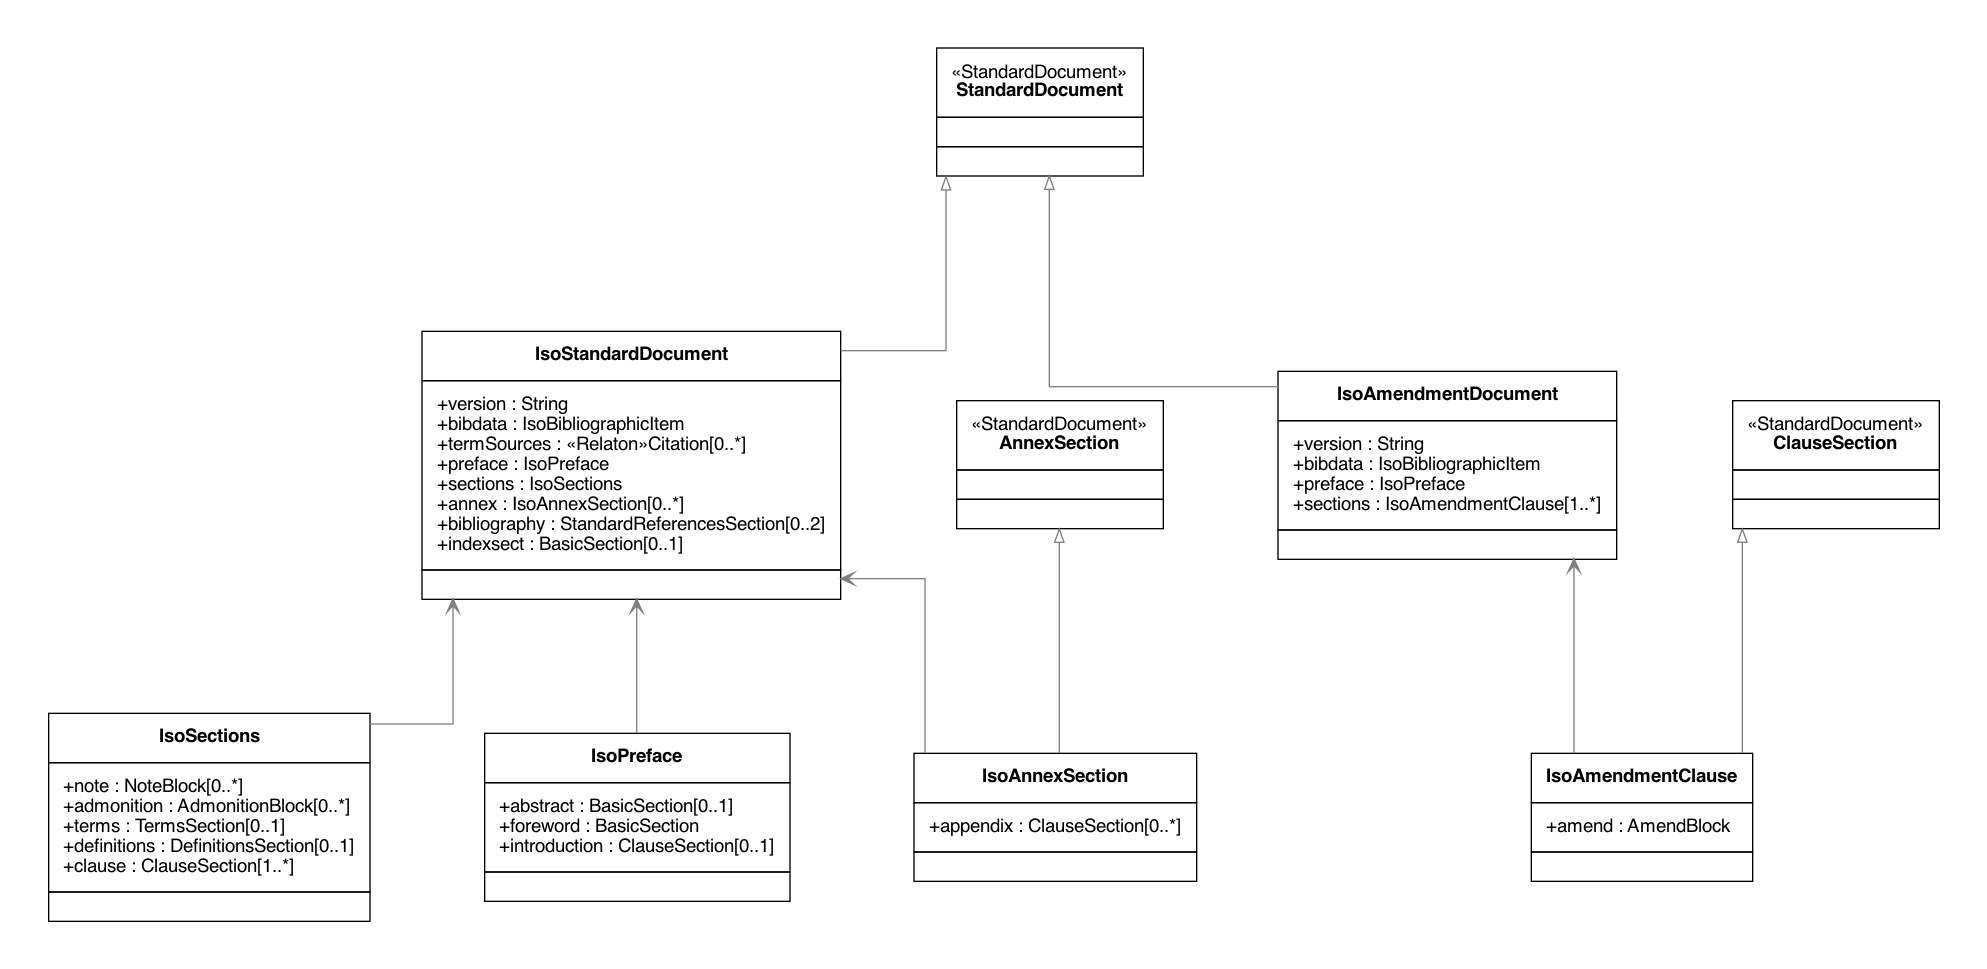 «StandardDocument»
StandardDocument
IsoStandardDocument
+version : String
+bibdata : IsoBibliographicItem
+termSources : «Relaton»Citation[0..*]
+preface : IsoPreface
+sections : IsoSections
+annex : IsoAnnexSection[0..*]
+bibliography : StandardReferencesSection[0..2]
+indexsect : BasicSection[0..1]
«StandardDocument»
AnnexSection
IsoAmendmentDocument
+version : String
+bibdata : IsoBibliographicItem
+preface : IsoPreface
+sections : IsoAmendmentClause[1..*]
«StandardDocument»
ClauseSection
IsoSections
+note : NoteBlock[0..*]
+admonition : AdmonitionBlock[0..*]
+terms : TermsSection[0..1]
+definitions : DefinitionsSection[0..1]
+clause : ClauseSection[1..*]
IsoPreface
+abstract : BasicSection[0..1]
+foreword : BasicSection
+introduction : ClauseSection[0..1]
IsoAnnexSection
+appendix : ClauseSection[0..*]
IsoAmendmentClause
+amend : AmendBlock